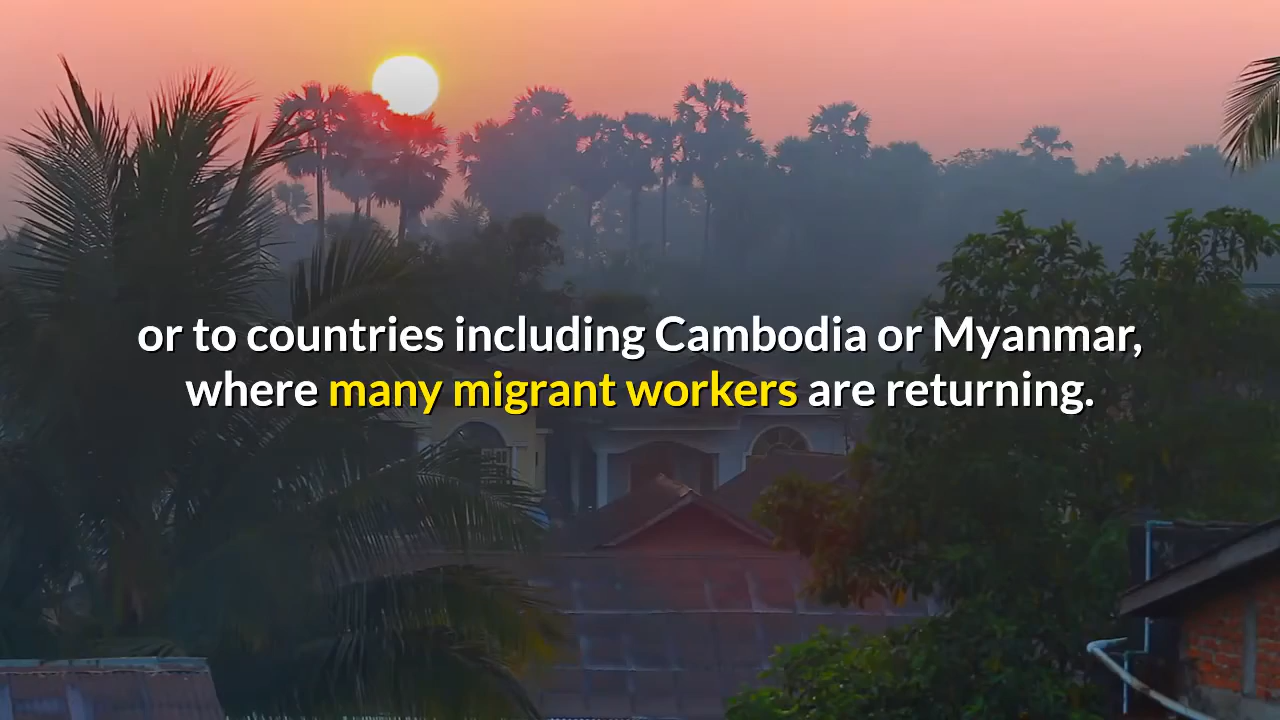 or to countries including Cambodia or Myanmar,
where many migrant workers are returning.